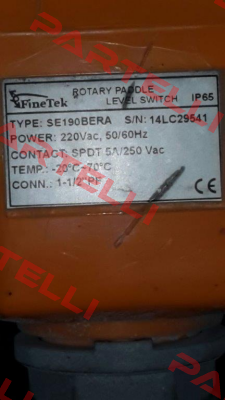 FineTek
ROTARY PADDLE
LEVEL SWITCH IP65
TYPE: SE190BERA S/N: 14LC29541
POWER: 220Vac, 50/60Hz
CONTACT: SPDT 5A/250 Vac
TEMP.: -20°C~70°C
CONN.: 1-1/2"PF
CE
PARTELLI
PARTELLI
PARTELLI